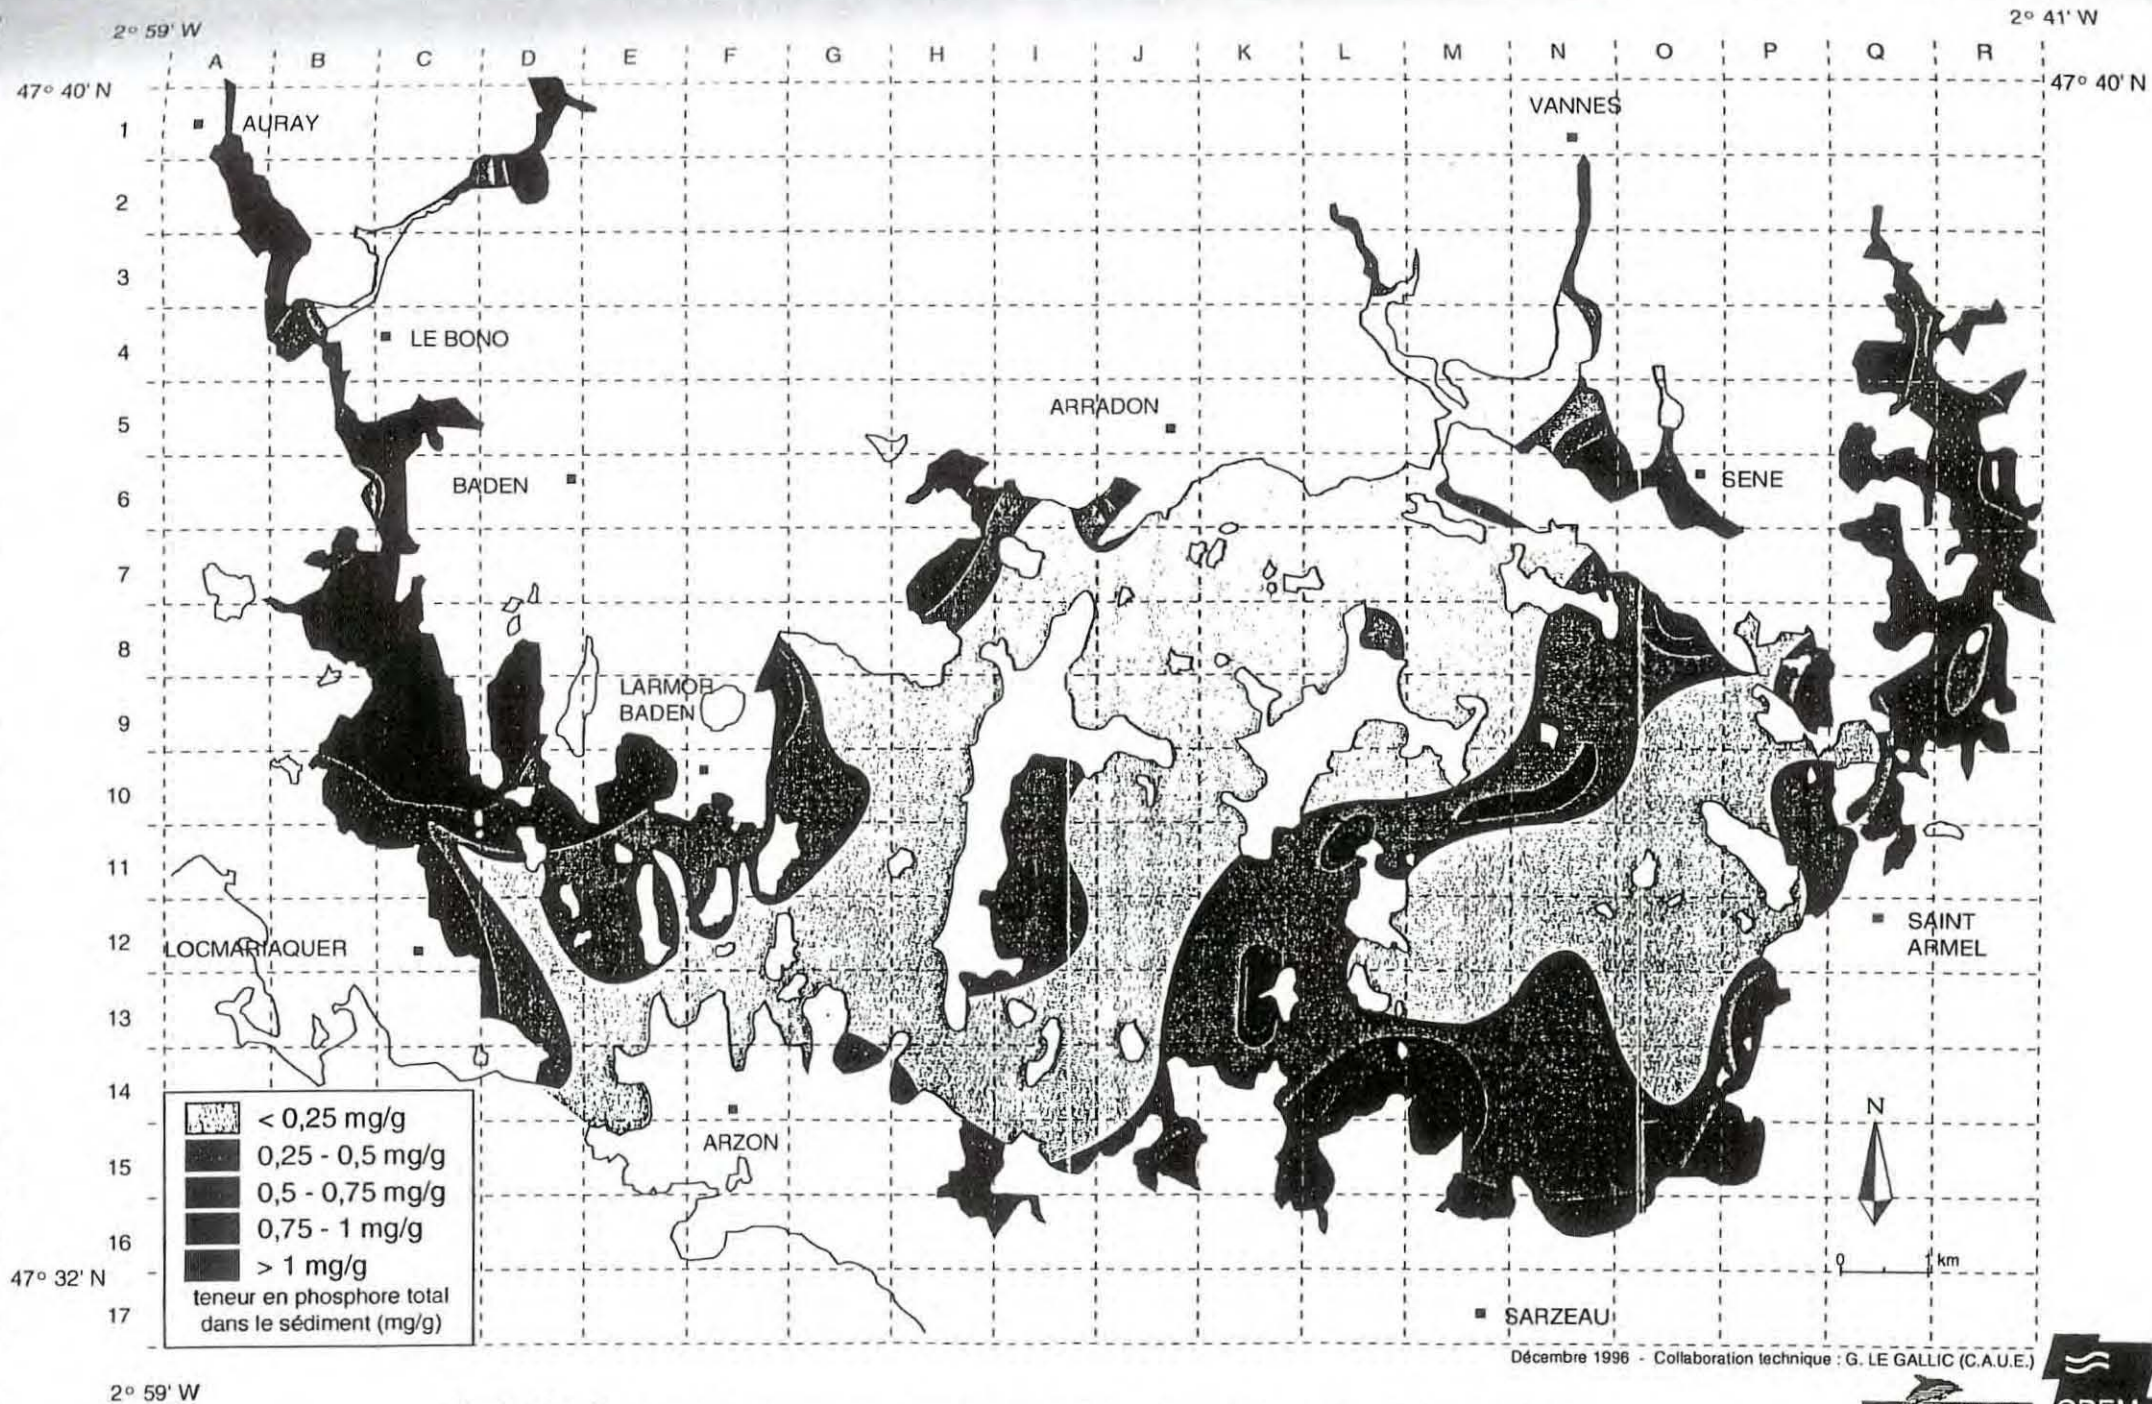 2° 59' W
2° 41' W
A B C D E F G H I J K L M N O P Q R
47° 40' N
47° 40' N
VANNES
1
AURAY
2
3
4
LE BONO
ARRADON
5
BADEN
6
SENE
7
8
LARMOR
BADEN
9
10
11
12
LOCMARIAQUER
SAINT
ARMEL
13
14
N
< 0,25 mg/g
0,25 - 0,5 mg/g
ARZON
15
0,5 - 0,75 mg/g
0,75 - 1 mg/g
16
0 1 km
> 1 mg/g
47° 32' N
teneur en phosphore total
dans le sédiment (mg/g)
17
SARZEAU
Décembre 1996 - Collaboration technique : G. LE GALLIC (C.A.U.E.)
2° 59' W